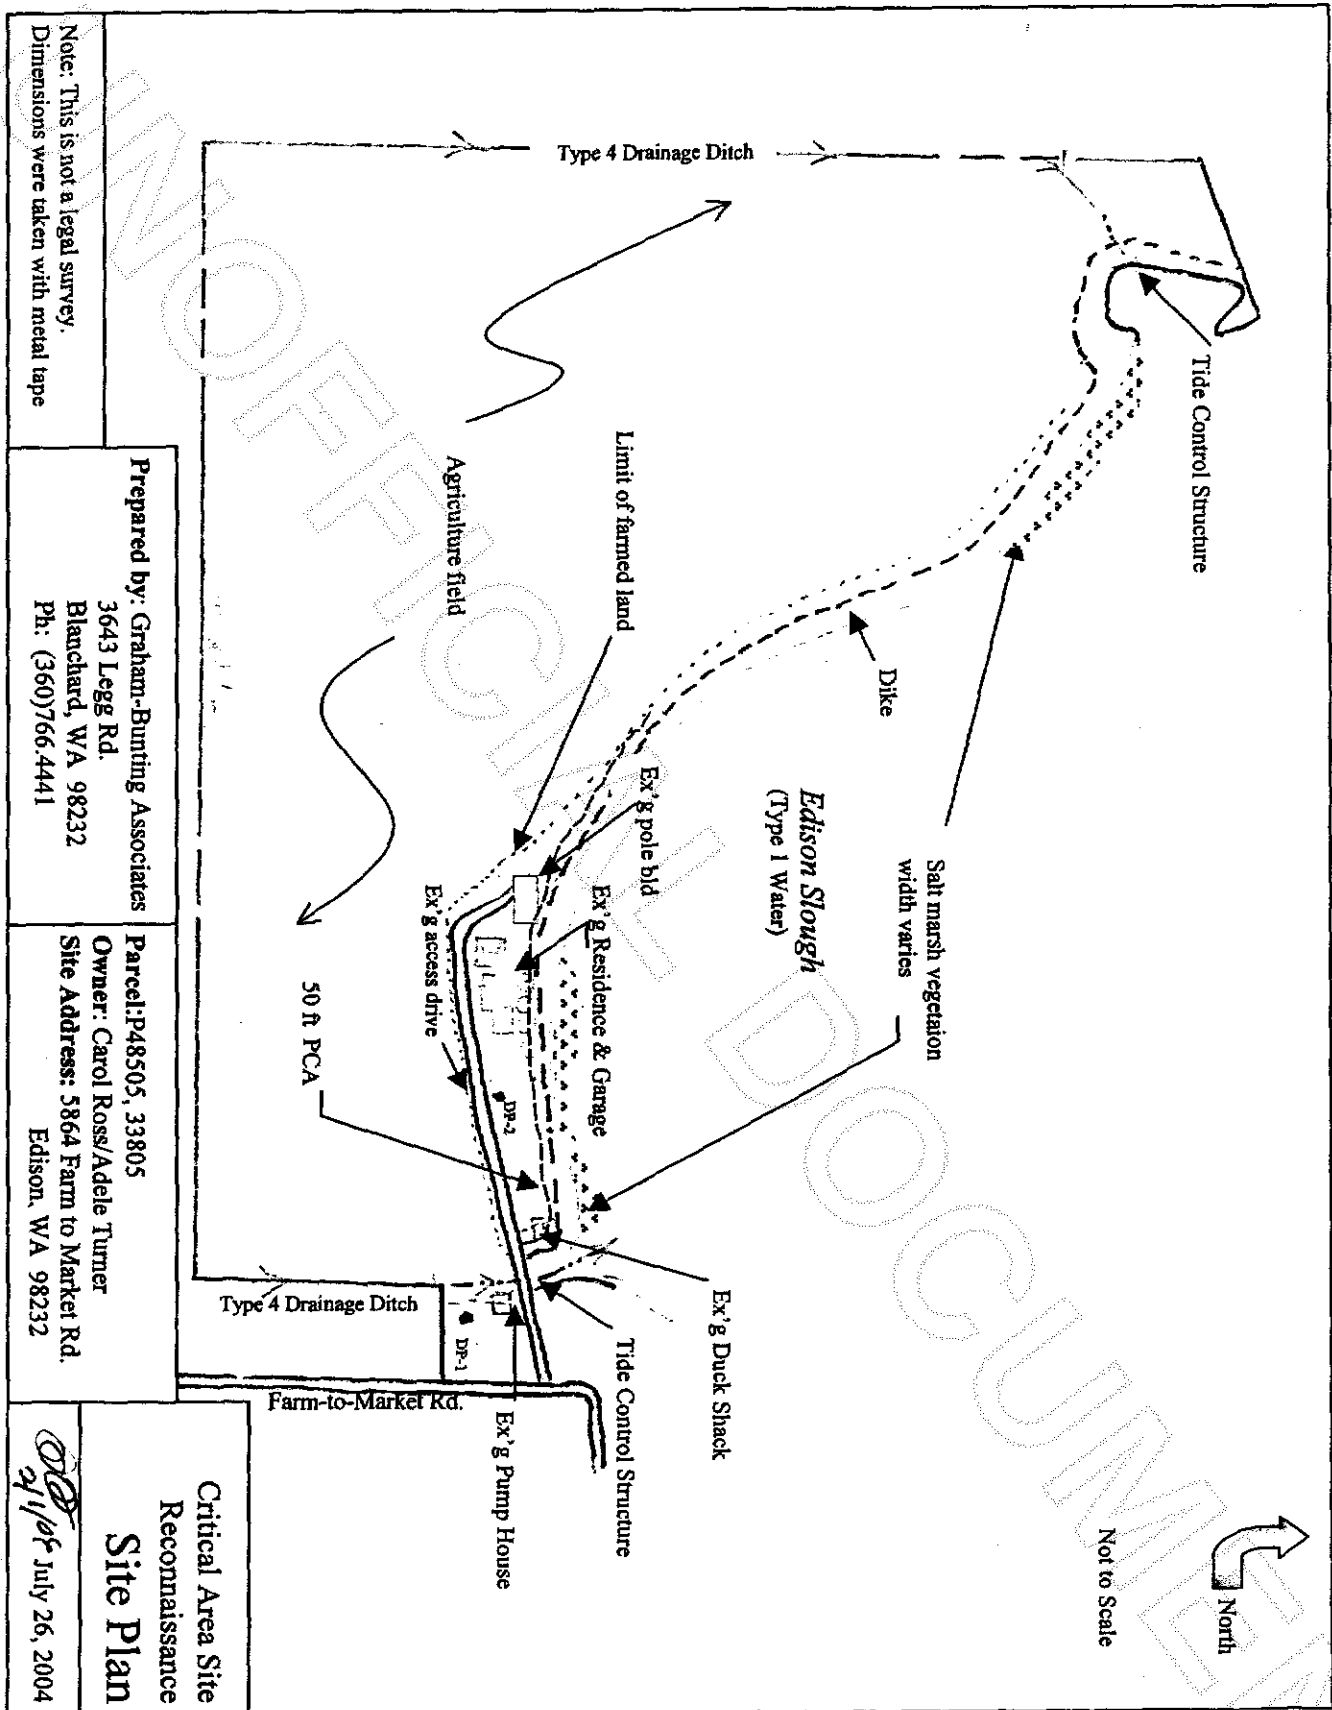 UNOFFICIAL DOCUMENT
North
Not to Scale
Tide Control Structure
Type 4 Drainage Ditch
Salt marsh vegetaion
width varies
Dike
Edison Slough
(Type 1 Water)
Limit of farmed land
Agriculture field
Ex'g pole bld
Ex'g Residence & Garage
Ex'g access drive
50 ft PCA
DP-2
Ex'g Duck Shack
Tide Control Structure
Ex'g Pump House
Type 4 Drainage Ditch
DP-1
Farm-to-Market Rd.
Note: This is not a legal survey.
Dimensions were taken with metal tape
Prepared by: Graham-Bunting Associates
3643 Legg Rd.
Blanchard, WA 98232
Ph: (360)766.4441
Parcel:P48505, 33805
Owner: Carol Ross/Adele Turner
Site Address: 5864 Farm to Market Rd.
Edison, WA 98232
Critical Area Site
Reconnaissance
Site Plan
July 26, 2004